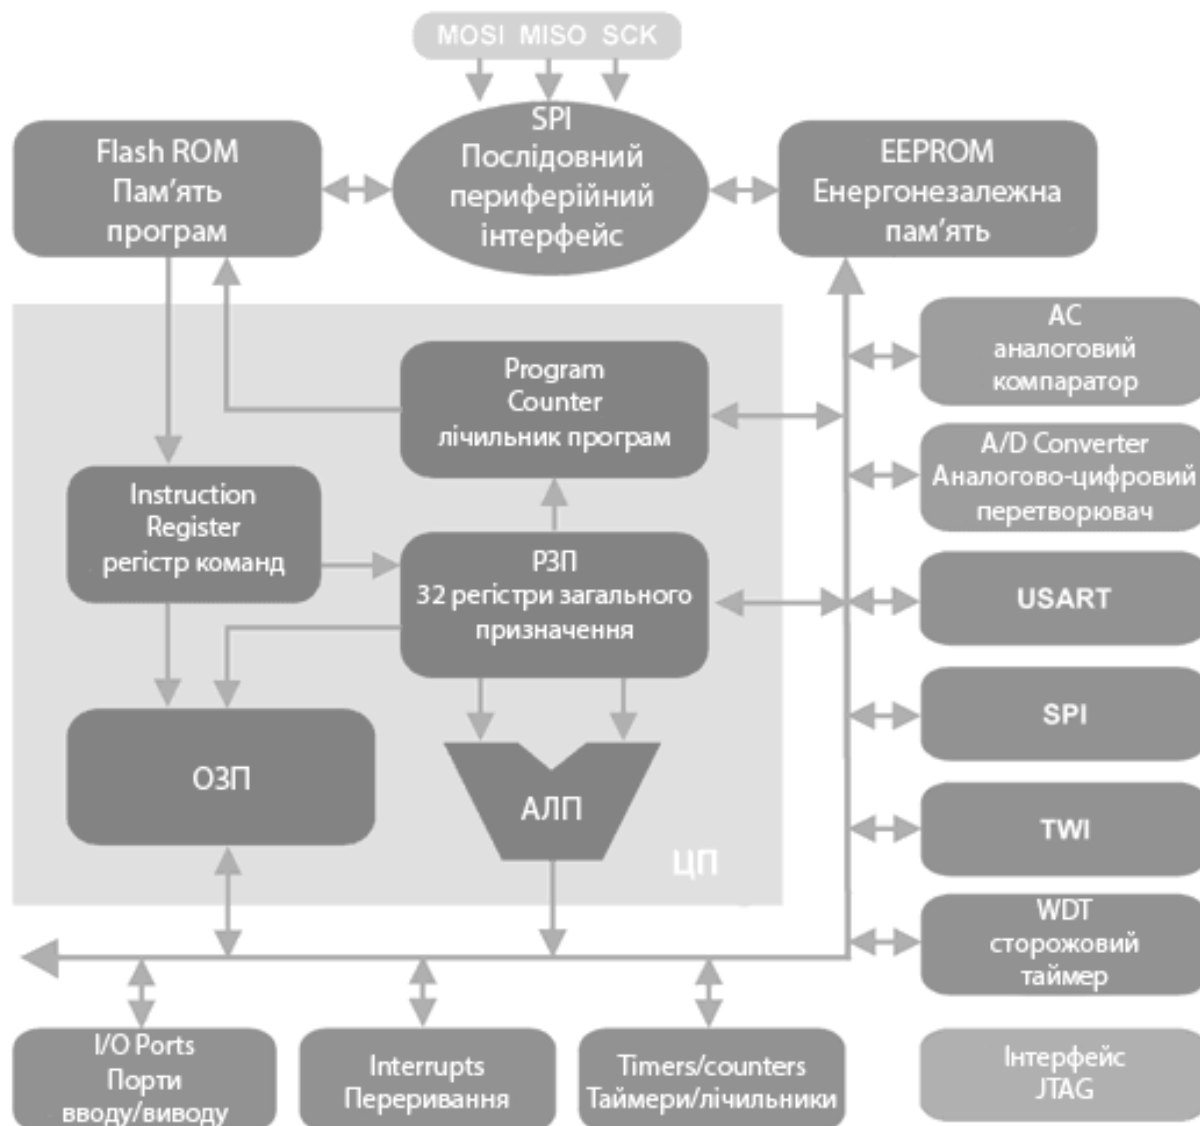 MOSI MISO SCK
Flash ROM
Пам’ять
програм
SPI
Послідовний
периферійний
інтерфейс
EEPROM
Енергонезалежна
пам’ять
Program
Counter
лічильник програм
Instruction
Register
регістр команд
РЗП
32 регістри загального
призначення
ОЗП
АЛП
ЦП
AC
аналоговий
компаратор
A/D Converter
Аналогово-цифровий
перетворювач
USART
SPI
TWI
WDT
сторожовий
таймер
I/O Ports
Порти
вводу/виводу
Interrupts
Переривання
Timers/counters
Таймери/лічильники
Інтерфейс
JTAG